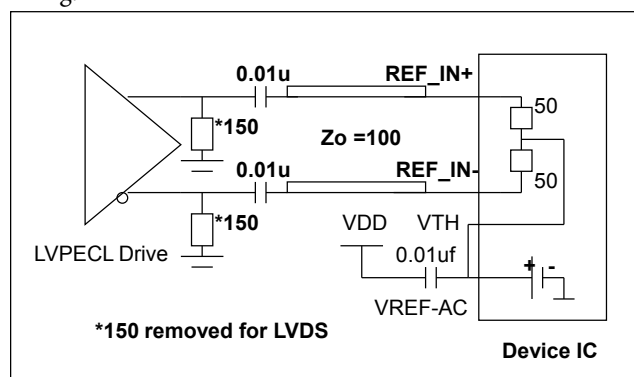 0.01u
REF_IN+
50
*150
Zo =100
0.01u
REF_IN-
50
*150
VDD
VTH
LVPECL Drive
0.01uf
+ -
VREF-AC
*150 removed for LVDS
Device IC